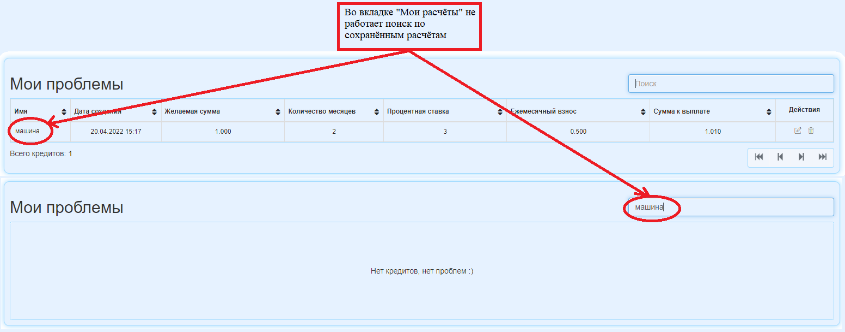 Во вкладке "Мои расчёты" не
работает поиск по
сохранённым расчётам
Мои проблемы
Поиск
Имя Дата создания Желаемая сумма Количество месяцев Процентная ставка Ежемесячный взнос Сумма к выплате Действия
машина 20.04.2022 15:17 1.000 2 3 0.500 1.010
Всего кредитов: 1
Мои проблемы
машина
Нет кредитов, нет проблем :)